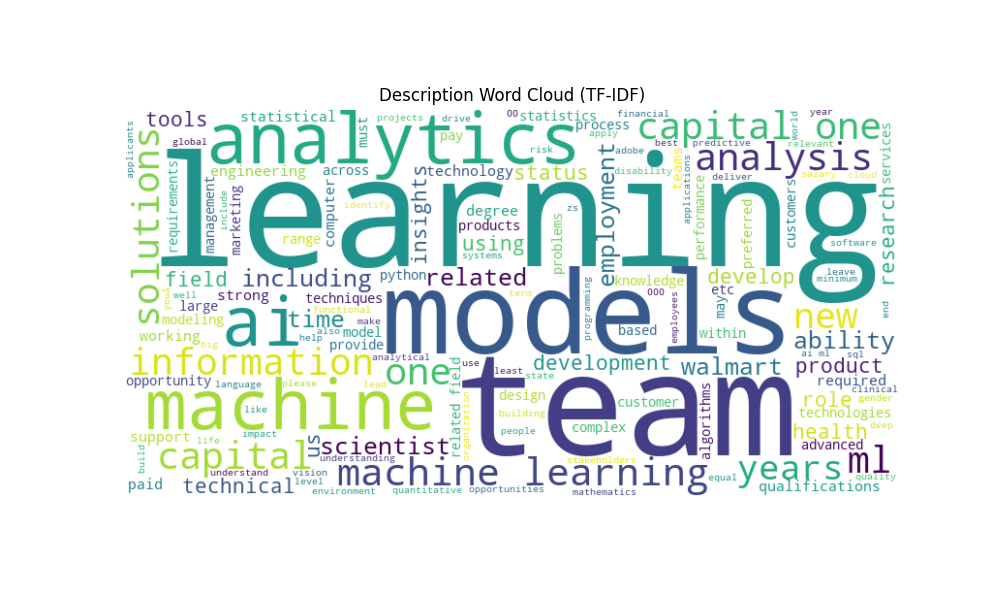 Description Word Cloud (TF-IDF)
tools
statistical
must
projects
drive
00
statistics
financial
world
year
applicants
global
analytics
pay
process
apply
capital one
services
solutions
requirements
engineering
across
technology
status
risk
adobe
best
predictive
relevant
disability
teams
analysis
learning
management
include
marketing
computer
identify
insights
degree
products
zs
problems
employment
applications
deliver
performance
preferred
salary
cloud
customers
research
range
using
systems
software
field
including
python
related
knowledge
develop
leave
minimum
youâ
well
large
strong
techniques
functional
term
models
programming
000
employees
etc
may
new
end
modeling
ai
time
also
make
help
model
provide
based
within
ability
working
big
information
analytical
one
use
least
state
development
walmart
ai ml
sql
product
opportunity
language
please
lead
related field
organization
team
design
customer
algorithms
required
clinical
machine
like
building
role
gender
technologies
support
life
impact
us
scientist
people
complex
health
deep
advanced
build
capital
understand
understanding
vision
stakeholders
machine learning
equal
years
ml
quality
paid
technical
level
environment
quantitative
opportunities
mathematics
qualifications